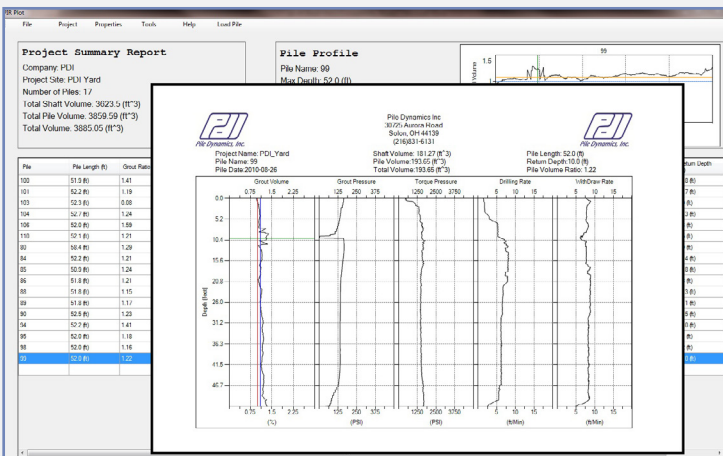 PIR Plot
File Project Properties Tools Help Load Pile
Project Summary Report
Company: PDI
Project Site: PDI Yard
Number of Piles: 17
Total Shaft Volume: 3623.5 (ft^3)
Total Pile Volume: 3859.59 (ft^3)
Total Volume: 3885.05 (ft^3)
Pile Profile
Pile Name: 99
Max Depth: 52.0 (ft)
99
1.5
1
Volume
PDI
Pile Dynamics, Inc.
Pile Dynamics Inc
30725 Aurora Road
Solon, OH 44139
(216)831-6131
PDI
Pile Dynamics, Inc.
Project Name: PDI_Yard
Pile Name: 99
Pile Date:2010-08-26
Shaft Volume: 181.27 (ft^3)
Pile Volume:193.65 (ft^3)
Total Volume:193.65 (ft^3)
Pile Length: 52.0 (ft)
Return Depth:10.0 (ft)
Pile Volume Ratio: 1.22
Grout Volume Grout Pressure Torque Pressure Drilling Rate WithDraw Rate
0.75 1.5 2.25 125 250 375 1250 2500 3750 5 10 15 5 10 15
0.0
5.2
10.4
15.6
20.8
26.0
31.2
36.3
41.5
46.7
Depth [feet]
0.75 1.5 2.25 125 250 375 1250 2500 3750 5 10 15 5 10 15
(%) (PSI) (PSI) (ft/Min) (ft/Min)
Pile Pile Length (ft) Grout Ratio
100 51.5 (ft) 1.41
101 52.2 (ft) 1.19
103 52.3 (ft) 0.08
104 52.7 (ft) 1.24
106 52.0 (ft) 1.59
110 52.1 (ft) 1.21
80 58.4 (ft) 1.29
84 52.2 (ft) 1.21
85 50.9 (ft) 1.24
86 51.8 (ft) 1.21
88 51.8 (ft) 1.15
89 51.8 (ft) 1.17
90 52.5 (ft) 1.23
94 52.2 (ft) 1.41
95 52.0 (ft) 1.18
98 52.0 (ft) 1.16
99 52.0 (ft) 1.22
Return Depth